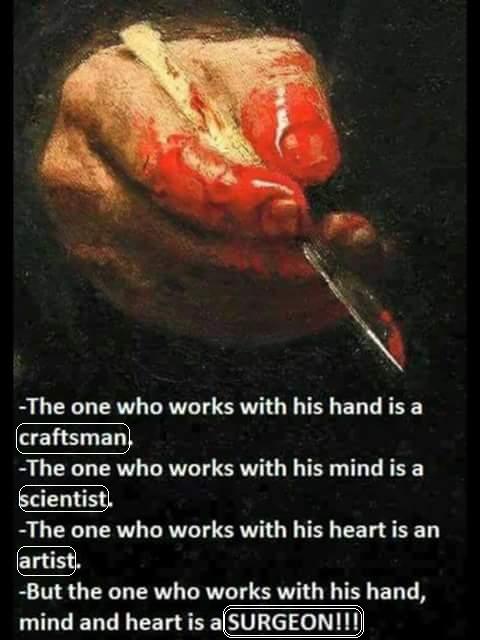 -The one who works with his hand is a
craftsman.
-The one who works with his mind is a
scientist.
-The one who works with his heart is an
artist.
-But the one who works with his hand,
mind and heart is a SURGEON!!!